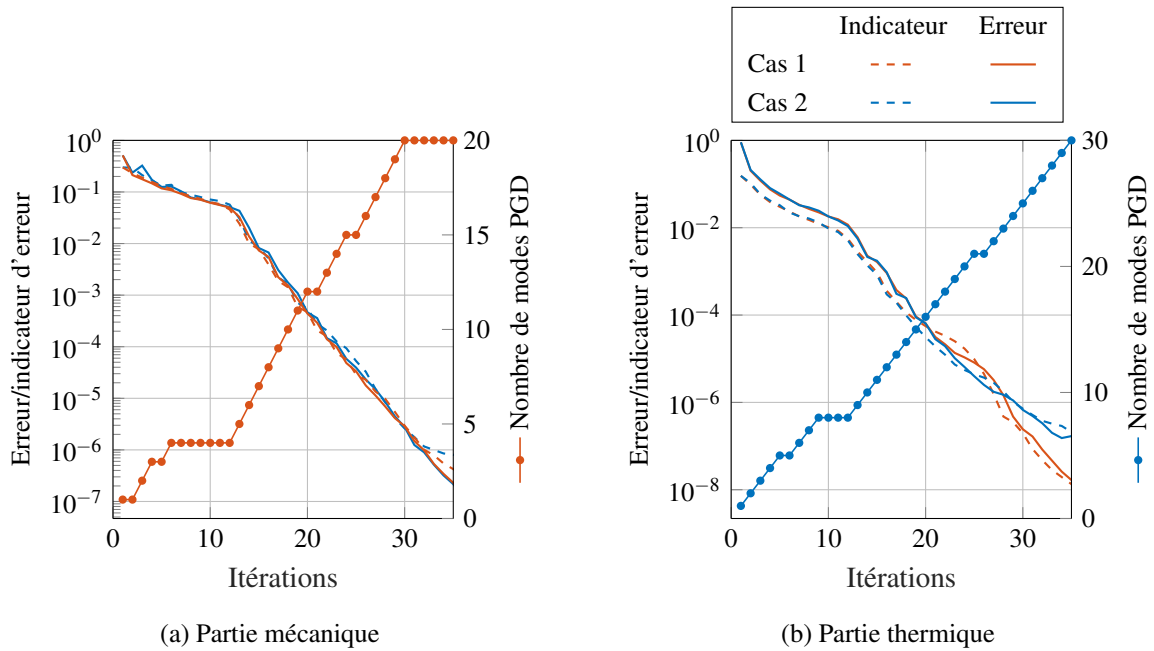 Indicateur Erreur
Cas 1
Cas 2
10^0
10^-1
10^-2
10^-3
10^-4
10^-5
10^-6
10^-7
Erreur/indicateur d'erreur
0 10 20 30
Itérations
20
15
10
5
0
Nombre de modes PGD
(a) Partie mécanique
10^0
10^-2
10^-4
10^-6
10^-8
Erreur/indicateur d'erreur
0 10 20 30
Itérations
30
20
10
0
Nombre de modes PGD
(b) Partie thermique